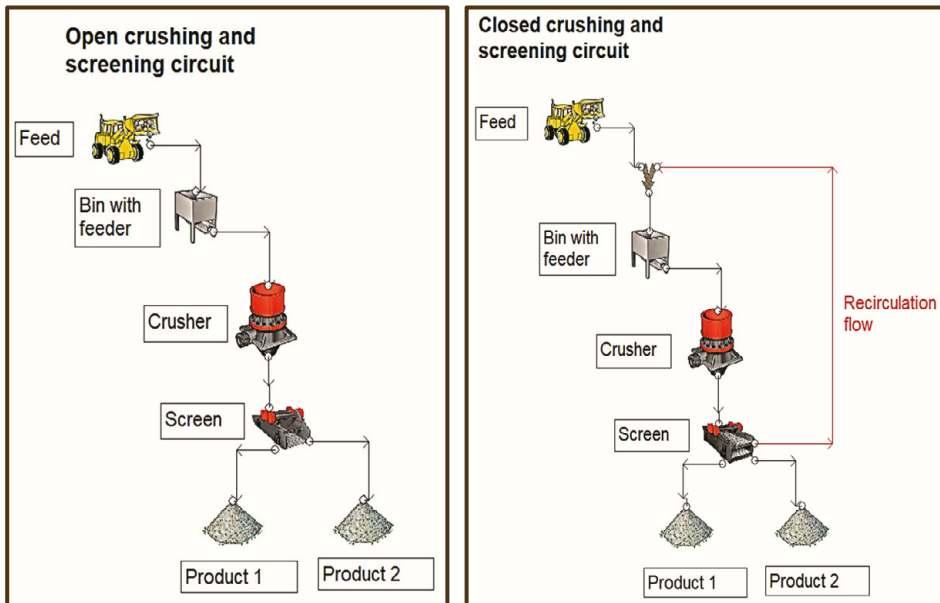 Open crushing and
screening circuit
Feed
Bin with
feeder
Crusher
Screen
Product 1
Product 2
Closed crushing and
screening circuit
Feed
Bin with
feeder
Crusher
Recirculation
flow
Screen
Product 1
Product 2